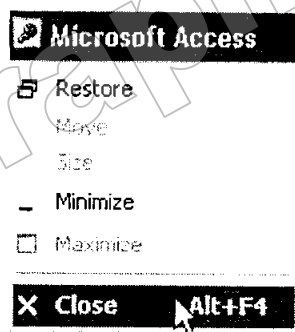 Microsoft Access
Restore
Move
Size
Minimize
Maximize
Close Alt+F4